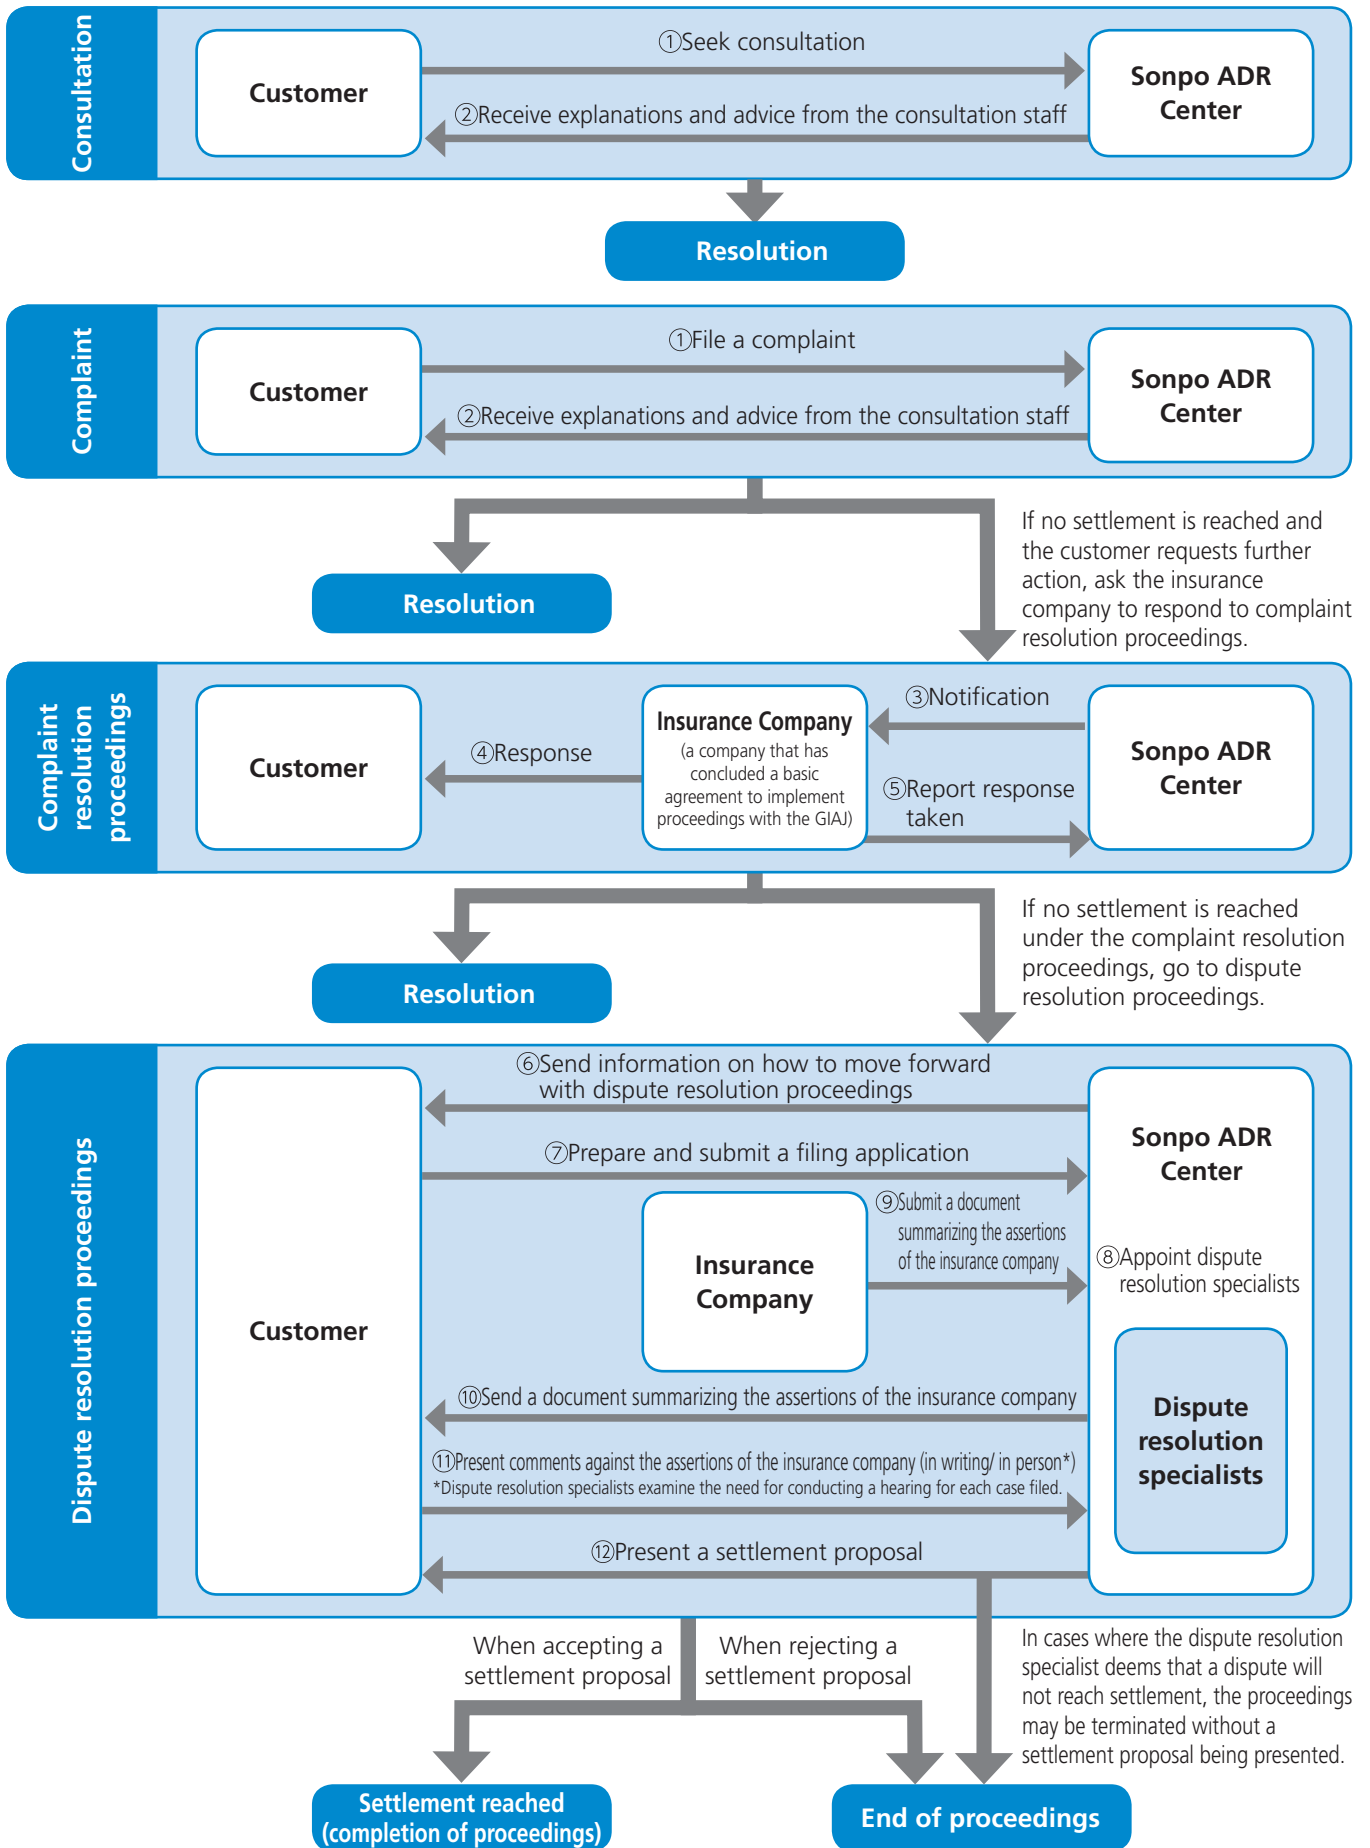 Consultation
Customer
①Seek consultation
②Receive explanations and advice from the consultation staff
Sonpo ADR
Center
Resolution
Complaint
Customer
①File a complaint
②Receive explanations and advice from the consultation staff
Sonpo ADR
Center
Resolution
If no settlement is reached and
the customer requests further
action, ask the insurance
company to respond to complaint
resolution proceedings.
Complaint
resolution
proceedings
Customer
④Response
Insurance Company
(a company that has
concluded a basic
agreement to implement
proceedings with the GIAJ)
③Notification
⑤Report response
taken
Sonpo ADR
Center
Resolution
If no settlement is reached
under the complaint resolution
proceedings, go to dispute
resolution proceedings.
Dispute resolution proceedings
Customer
⑥Send information on how to move forward
with dispute resolution proceedings
⑦Prepare and submit a filing application
Insurance
Company
⑨Submit a document
summarizing the assertions
of the insurance company
Sonpo ADR
Center
⑧Appoint dispute
resolution specialists
Dispute
resolution
specialists
⑩Send a document summarizing the assertions of the insurance company
⑪Present comments against the assertions of the insurance company (in writing/ in person*)
*Dispute resolution specialists examine the need for conducting a hearing for each case filed.
⑫Present a settlement proposal
When accepting a
settlement proposal
When rejecting a
settlement proposal
In cases where the dispute resolution
specialist deems that a dispute will
not reach settlement, the proceedings
may be terminated without a
settlement proposal being presented.
Settlement reached
(completion of proceedings)
End of proceedings